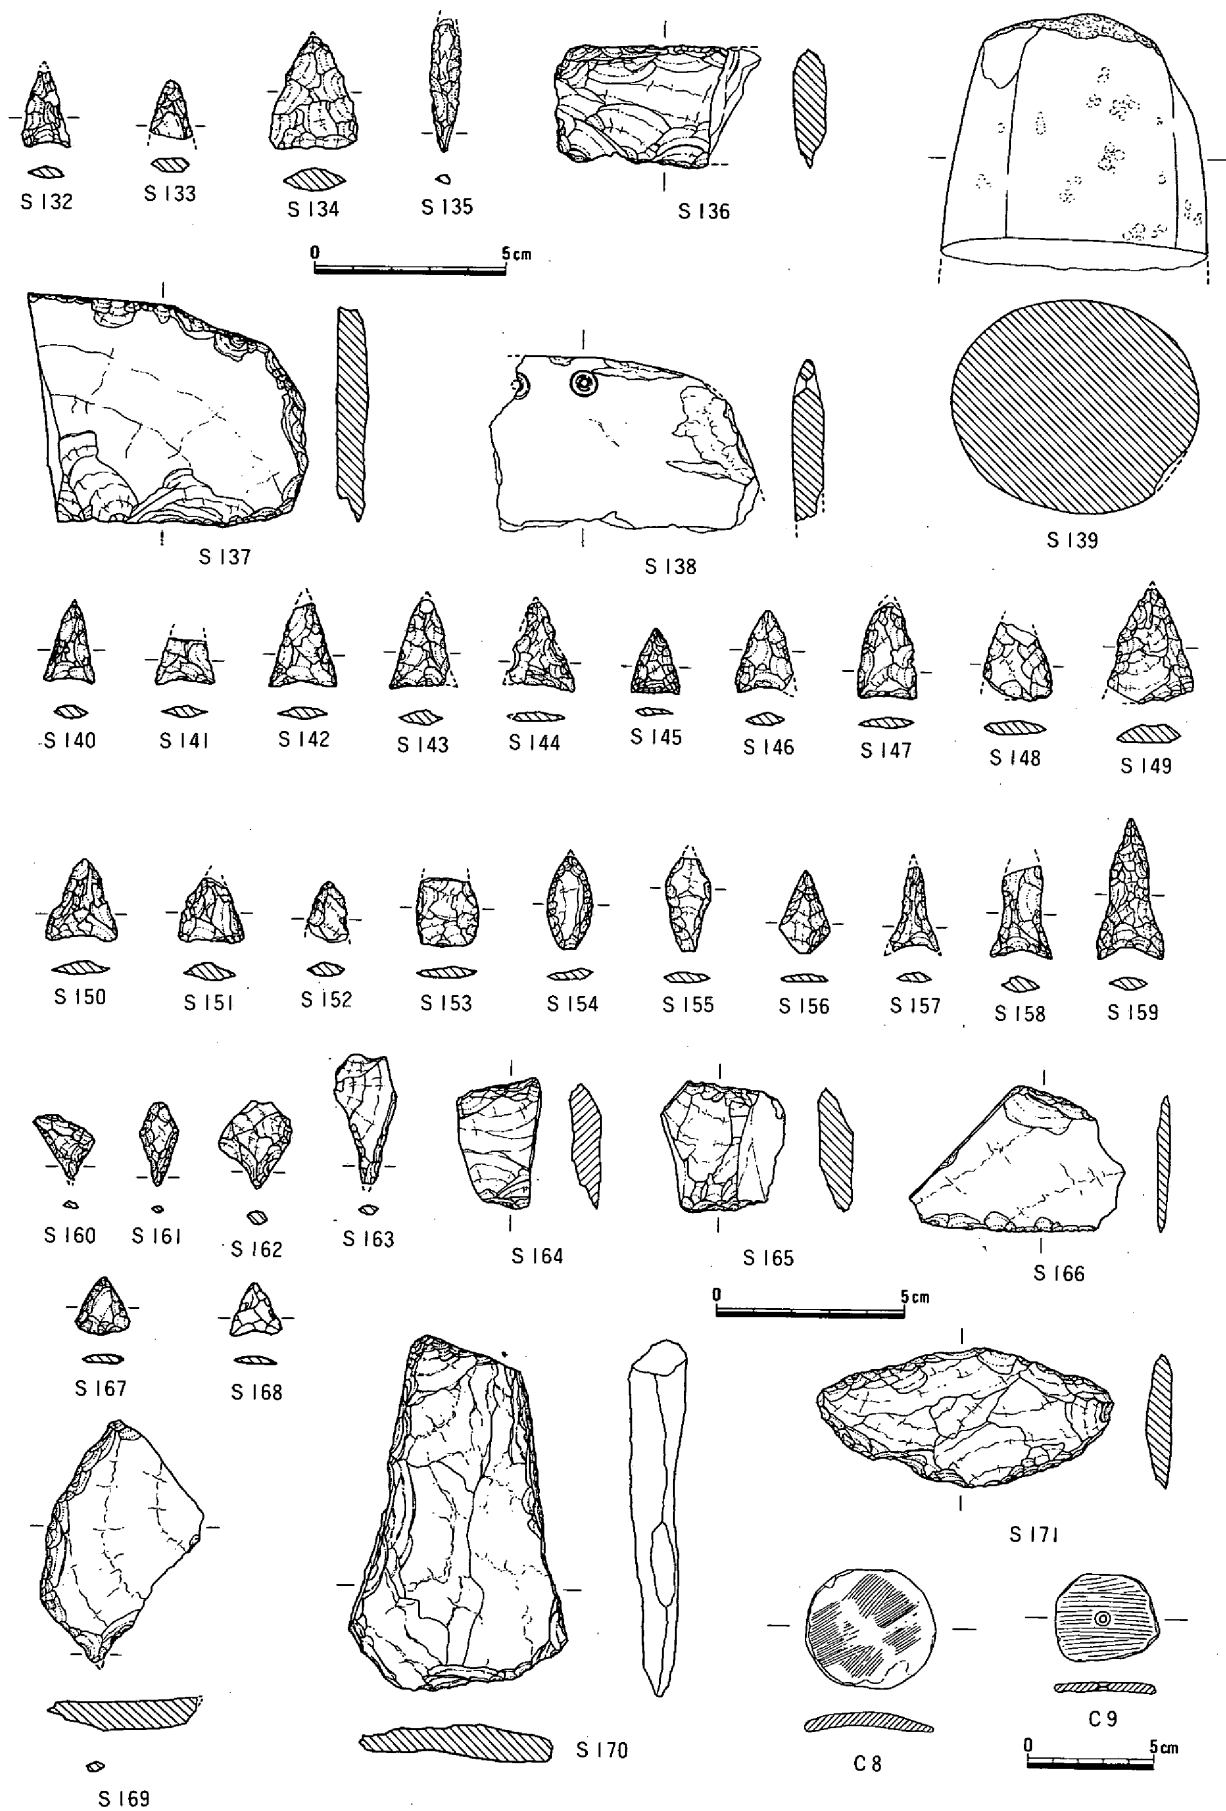 S 132
S 133
S 134
S 135
S 136
0 5cm
S 137
S 138
S 139
S 140
S 141
S 142
S 143
S 144
S 145
S 146
S 147
S 148
S 149
S 150
S 151
S 152
S 153
S 154
S 155
S 156
S 157
S 158
S 159
S 160
S 161
S 162
S 163
S 164
S 165
S 166
0 5cm
S 167
S 168
S 169
S 170
S 171
C 8
C 9
0 5cm